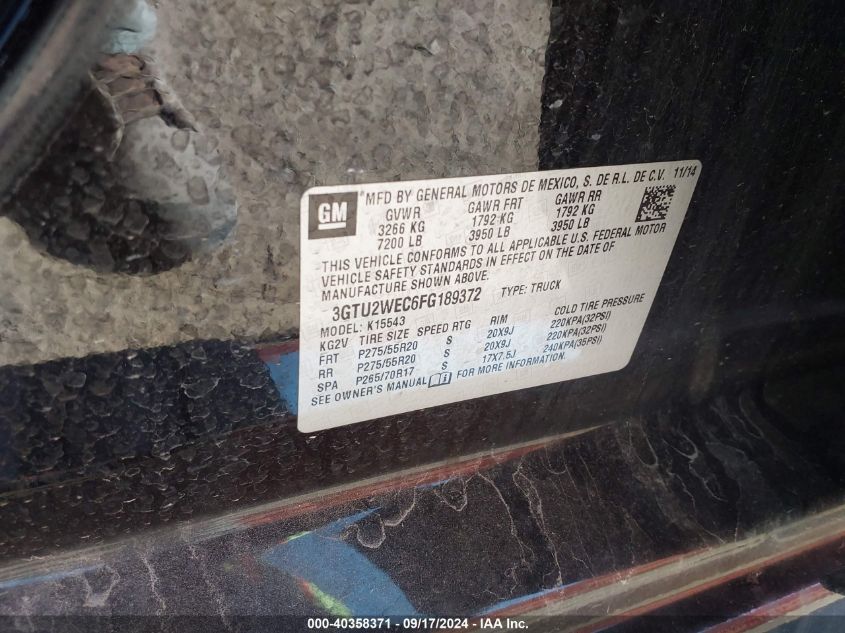 GM
MFD BY GENERAL MOTORS DE MEXICO, S. DE R.L. DE C.V. 11/14
GVWR GAWR FRT GAWR RR
3266 KG 1792 KG 1792 KG
7200 LB 3950 LB 3950 LB
THIS VEHICLE CONFORMS TO ALL APPLICABLE U.S. FEDERAL MOTOR
VEHICLE SAFETY STANDARDS IN EFFECT ON THE DATE OF
MANUFACTURE SHOWN ABOVE.
3GTU2WEC6FG189372 TYPE: TRUCK
MODEL: K15543
KG2V TIRE SIZE SPEED RTG RIM COLD TIRE PRESSURE
FRT P275/55R20 S 20X9J 220KPA(32PSI)
RR P275/55R20 S 20X9J 220KPA(32PSI)
SPA P265/70R17 S 17X7.5J 240KPA(35PSI)
SEE OWNER'S MANUAL FOR MORE INFORMATION.
000-40358371 - 09/17/2024 - IAA Inc.